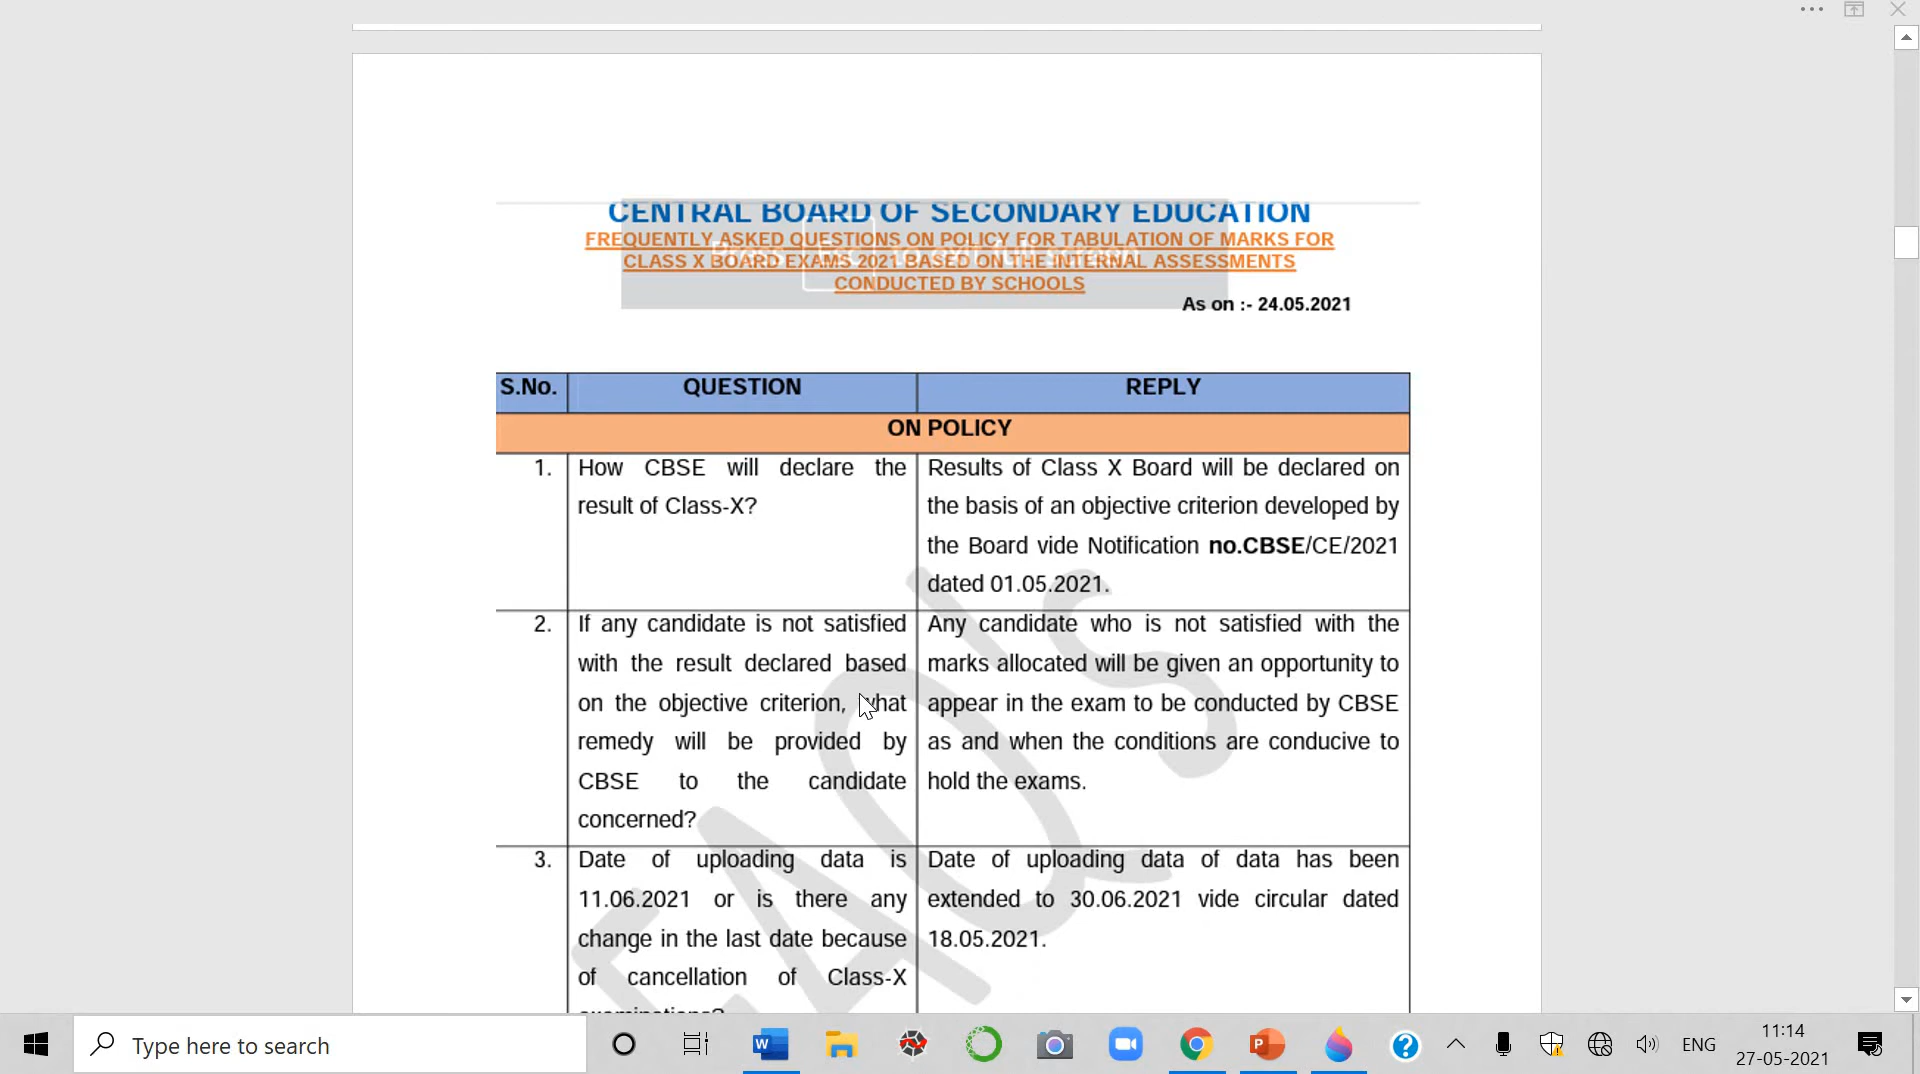 CENTRAL BOARD OF SECONDARY EDUCATION
FREQUENTLY ASKED QUESTIONS ON POLICY FOR TABULATION OF MARKS FOR
CLASS X BOARD EXAMS 2021 BASED ON THE INTERNAL ASSESSMENTS
CONDUCTED BY SCHOOLS
Press Esc to exit full screen
As on :- 24.05.2021
S.No. QUESTION REPLY
ON POLICY
1. How CBSE will declare the
result of Class-X?
Results of Class X Board will be declared on
the basis of an objective criterion developed by
the Board vide Notification no.CBSE/CE/2021
dated 01.05.2021.
2. If any candidate is not satisfied
with the result declared based
on the objective criterion, what
remedy will be provided by
CBSE to the candidate
concerned?
Any candidate who is not satisfied with the
marks allocated will be given an opportunity to
appear in the exam to be conducted by CBSE
as and when the conditions are conducive to
hold the exams.
3. Date of uploading data is
11.06.2021 or is there any
change in the last date because
of cancellation of Class-X
examinations?
Date of uploading data of data has been
extended to 30.06.2021 vide circular dated
18.05.2021.
FAQ's
Type here to search
ENG
11:14
27-05-2021